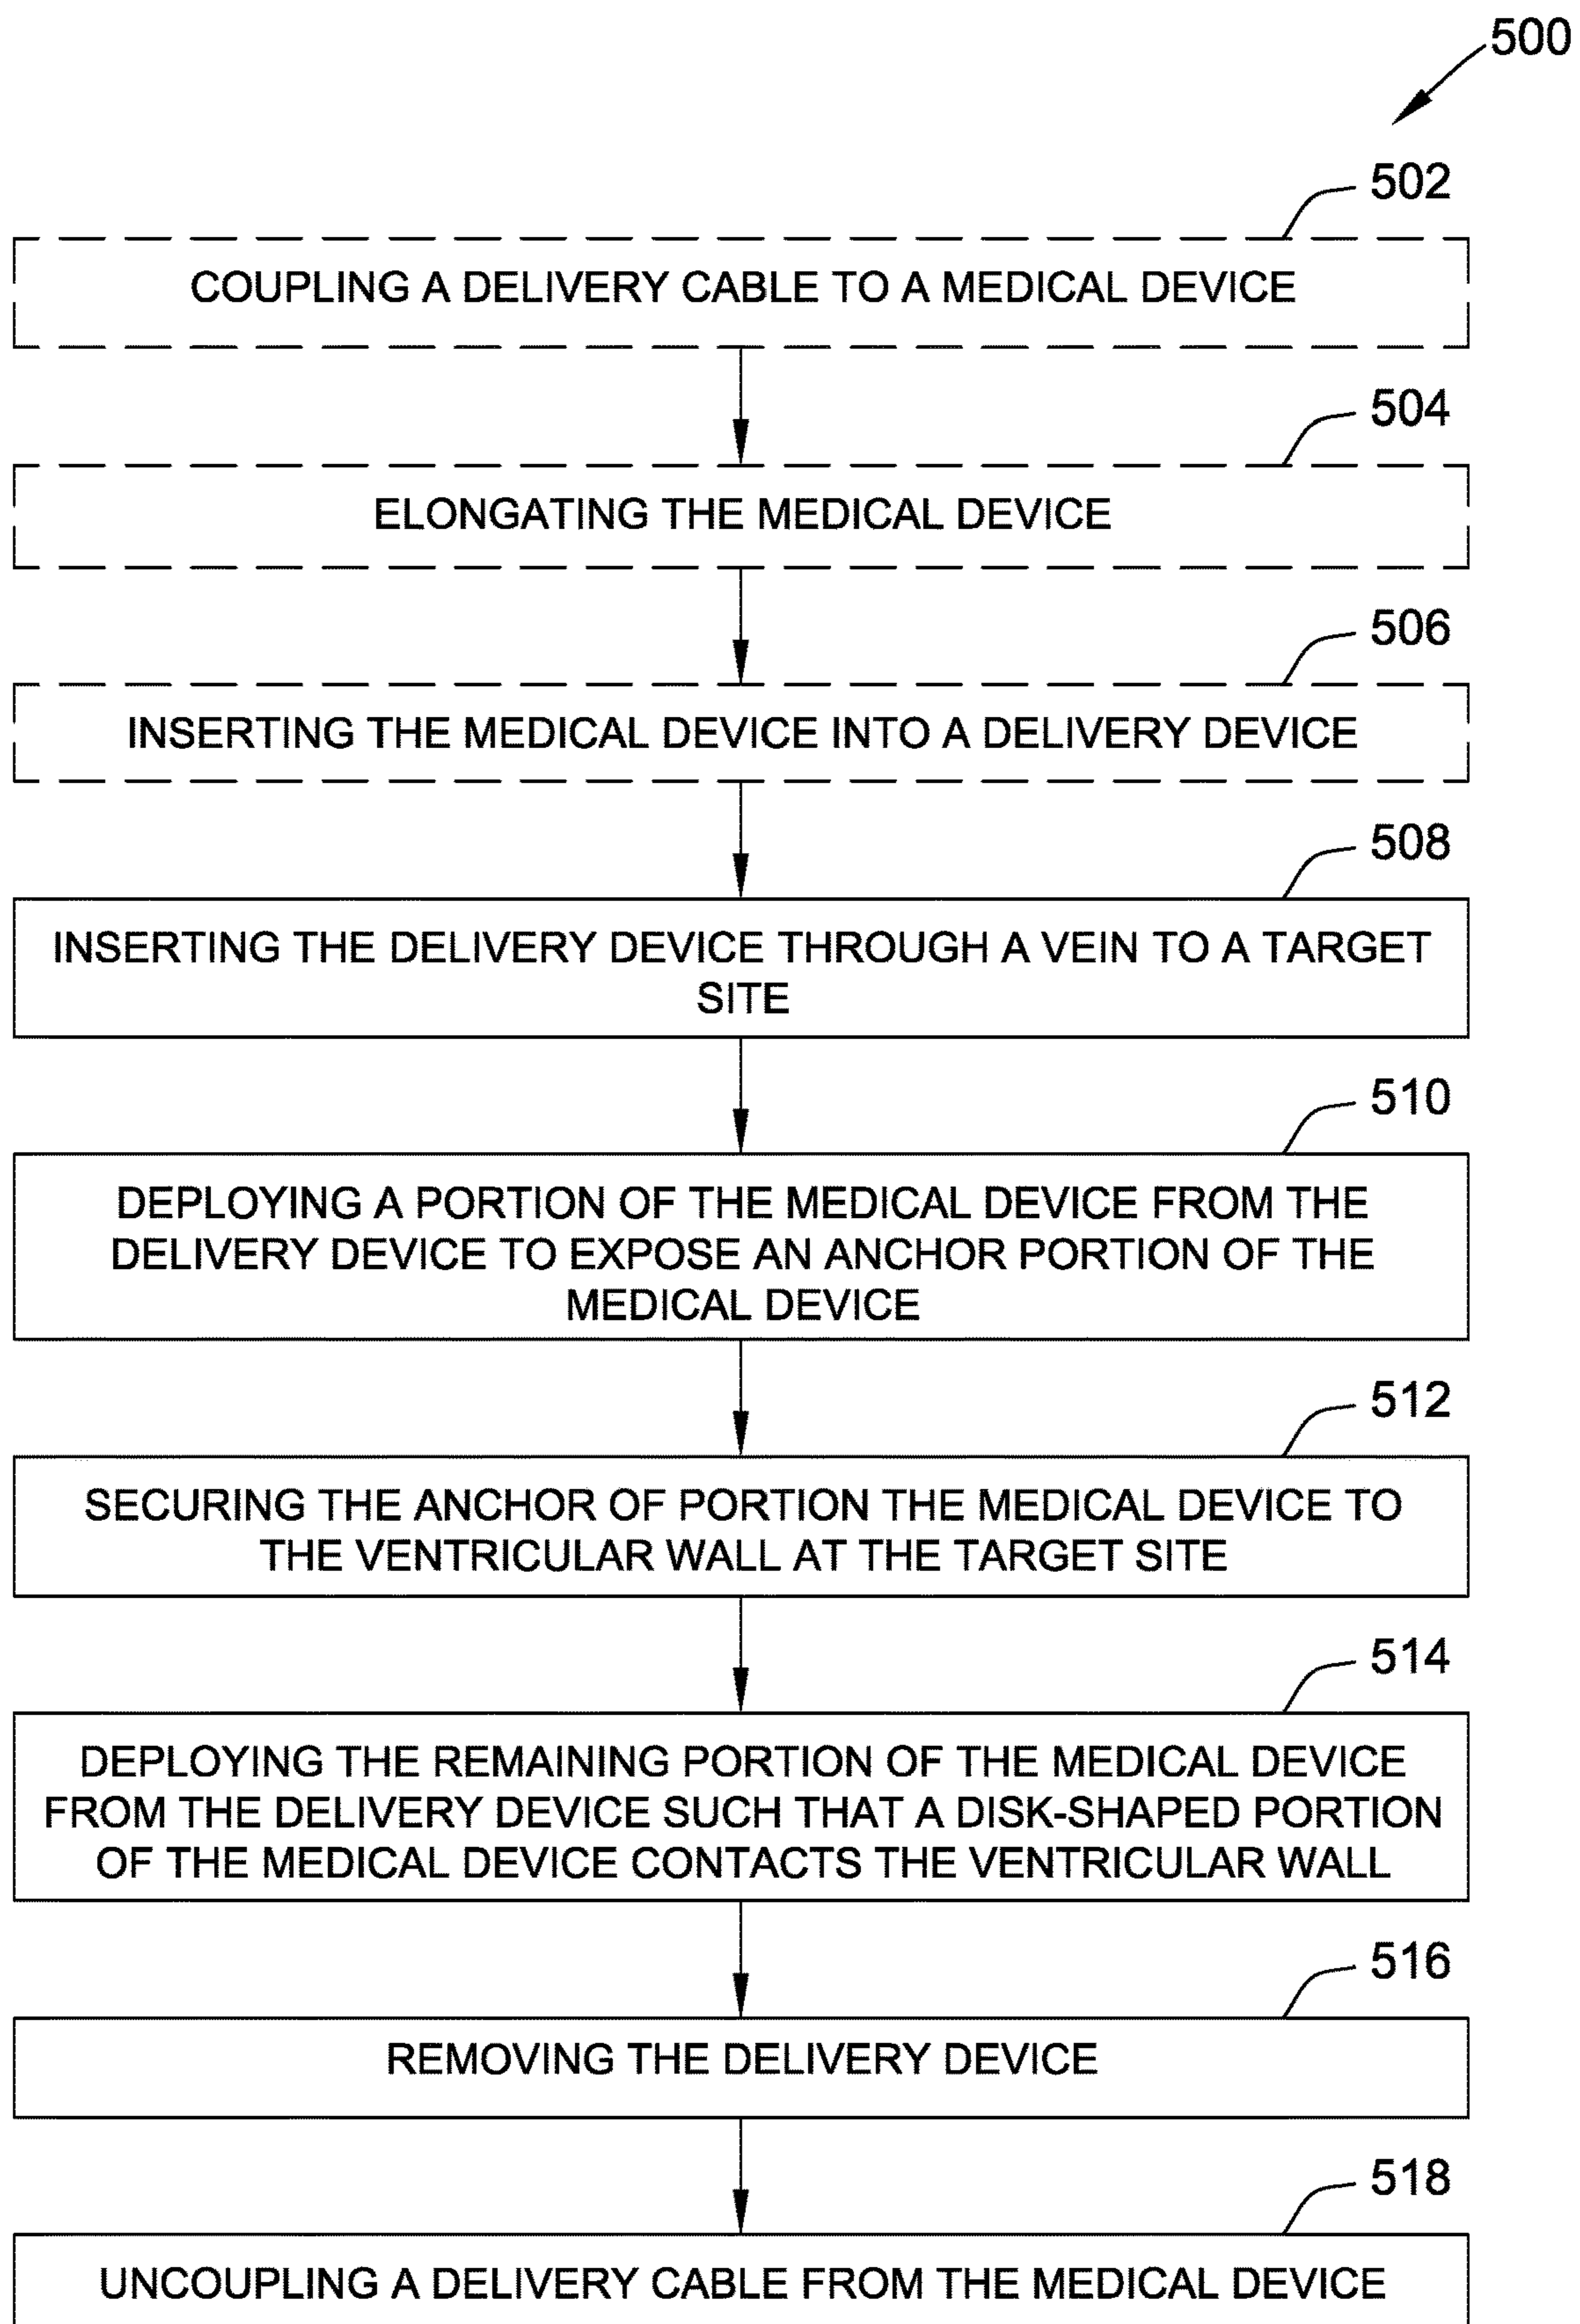 500
502
COUPLING A DELIVERY CABLE TO A MEDICAL DEVICE
504
ELONGATING THE MEDICAL DEVICE
506
INSERTING THE MEDICAL DEVICE INTO A DELIVERY DEVICE
508
INSERTING THE DELIVERY DEVICE THROUGH A VEIN TO A TARGET
SITE
510
DEPLOYING A PORTION OF THE MEDICAL DEVICE FROM THE
DELIVERY DEVICE TO EXPOSE AN ANCHOR PORTION OF THE
MEDICAL DEVICE
512
SECURING THE ANCHOR OF PORTION THE MEDICAL DEVICE TO
THE VENTRICULAR WALL AT THE TARGET SITE
514
DEPLOYING THE REMAINING PORTION OF THE MEDICAL DEVICE
FROM THE DELIVERY DEVICE SUCH THAT A DISK-SHAPED PORTION
OF THE MEDICAL DEVICE CONTACTS THE VENTRICULAR WALL
516
REMOVING THE DELIVERY DEVICE
518
UNCOUPLING A DELIVERY CABLE FROM THE MEDICAL DEVICE